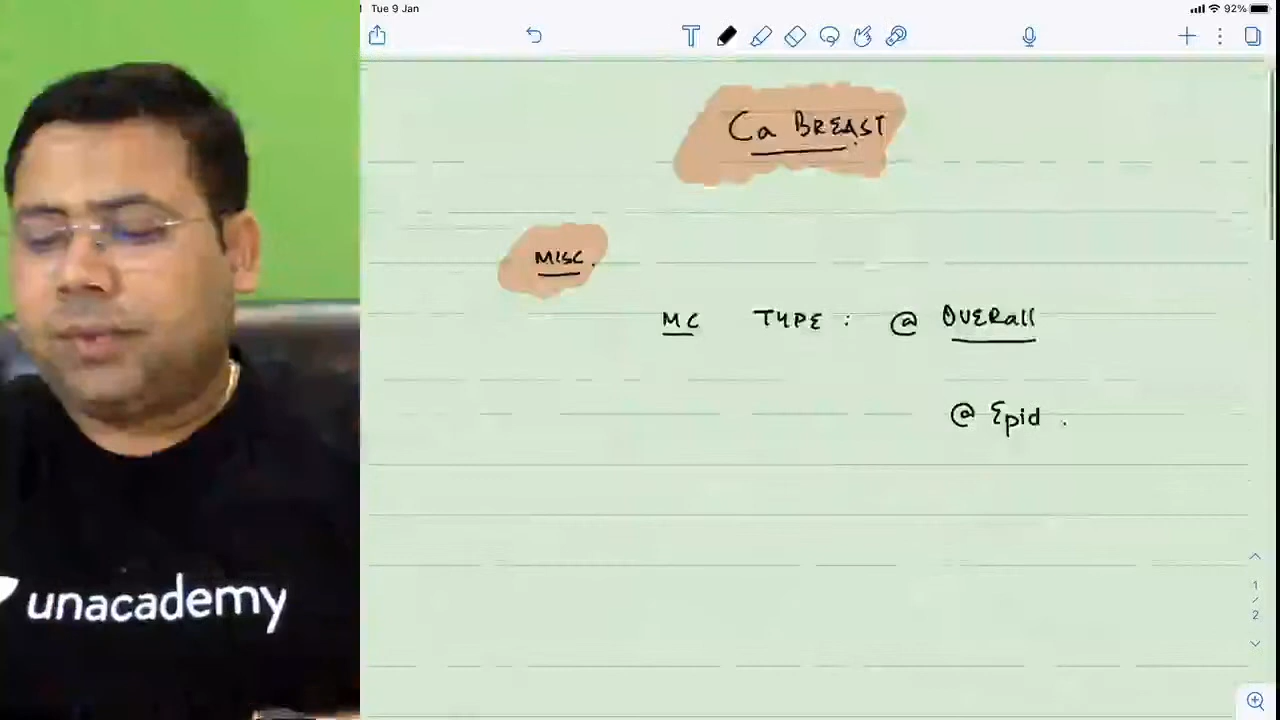 Tue 9 Jan
92%
Ca BREAST
MISC.
MC TYPE : @ OVERall
@ Epid .
unacademy
1
/
2